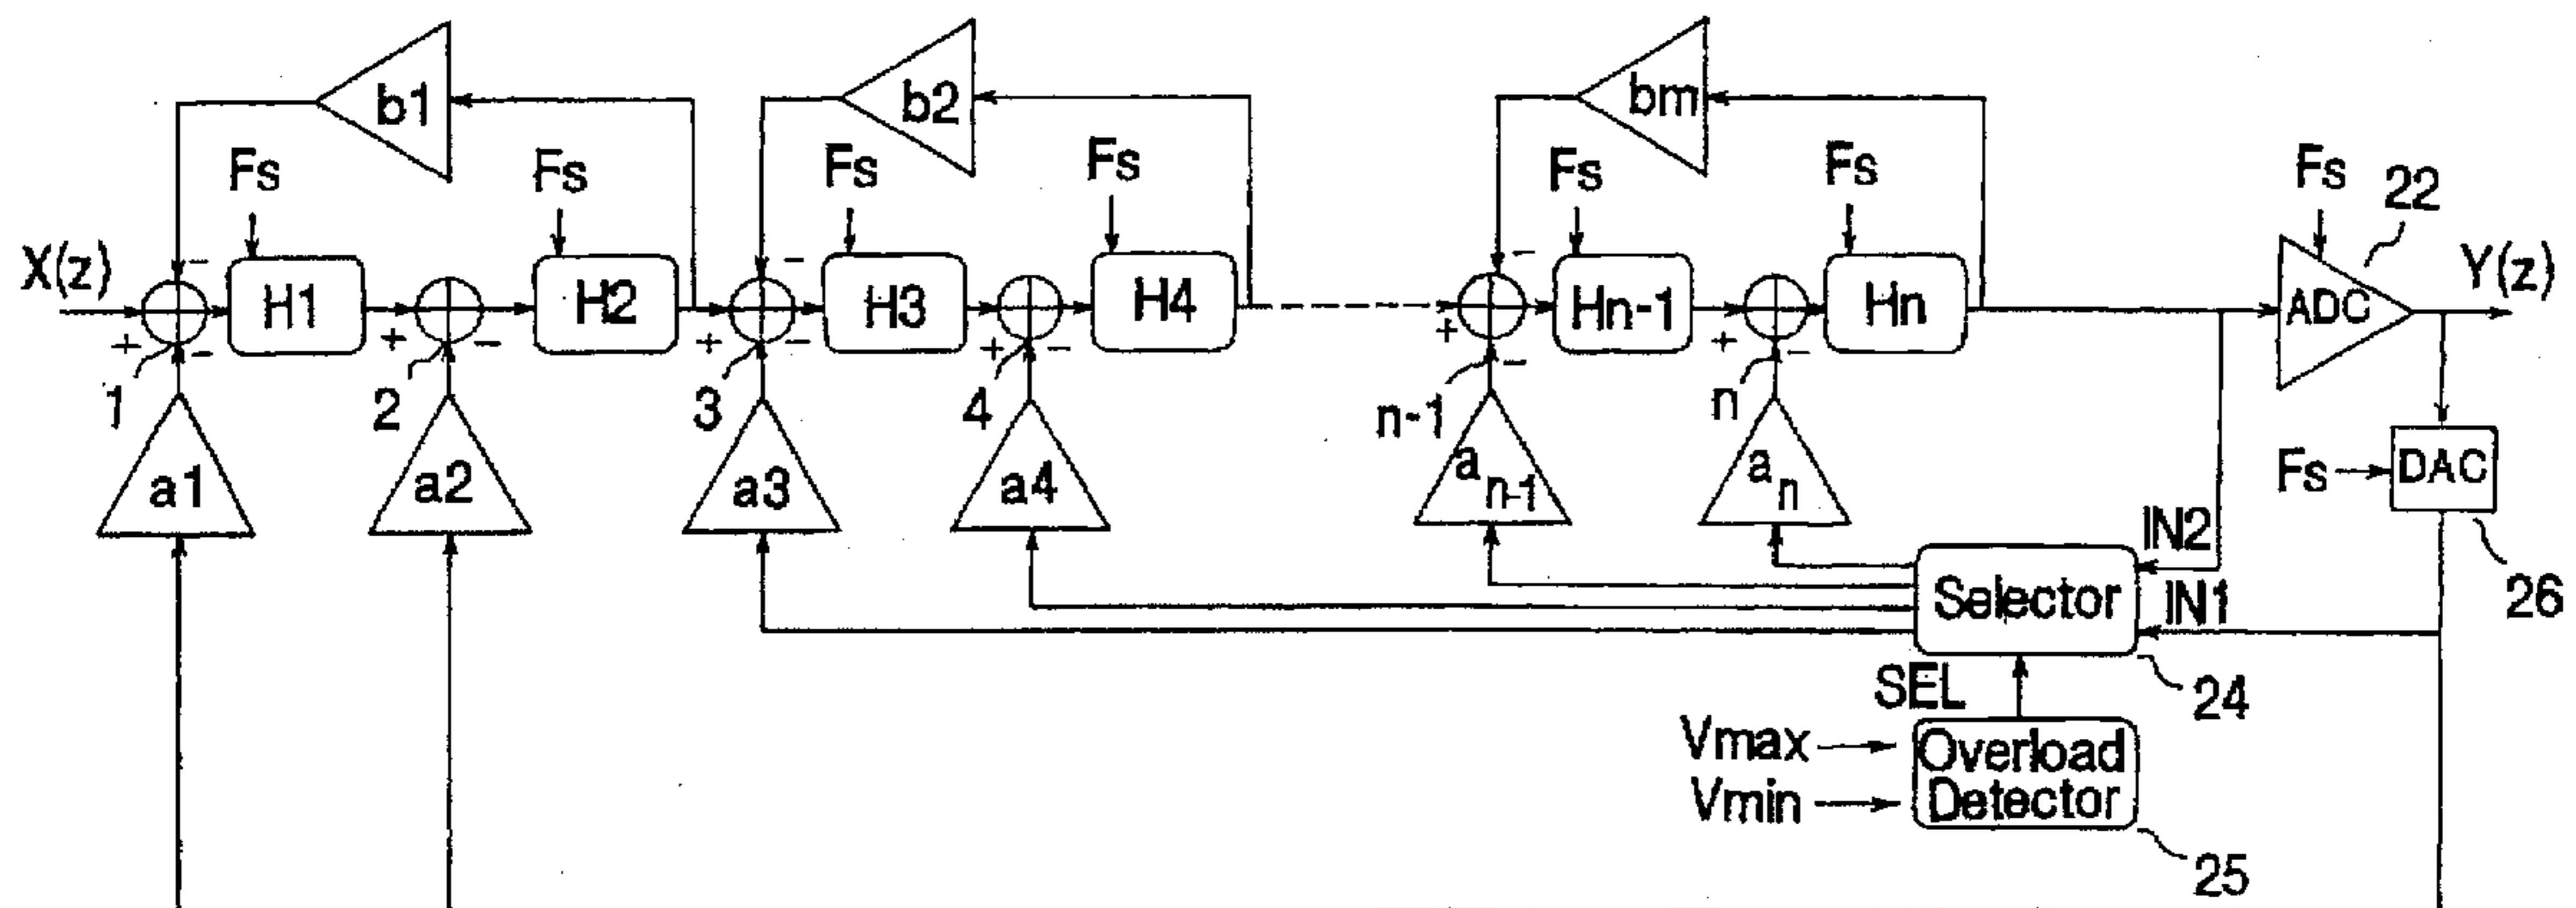 b1
b2
bm
Fs
Fs
Fs
Fs
Fs
Fs
Fs
22
X(z)
-
-
-
H1
H2
H3
H4
Hn-1
Hn
ADC
Y(z)
+
-
+
-
+
-
+
-
+
-
+
-
1
2
3
4
n-1
n
a1
a2
a3
a4
an-1
an
Fs
DAC
IN2
26
Selector
IN1
SEL
24
Vmax
Vmin
Overload
Detector
25